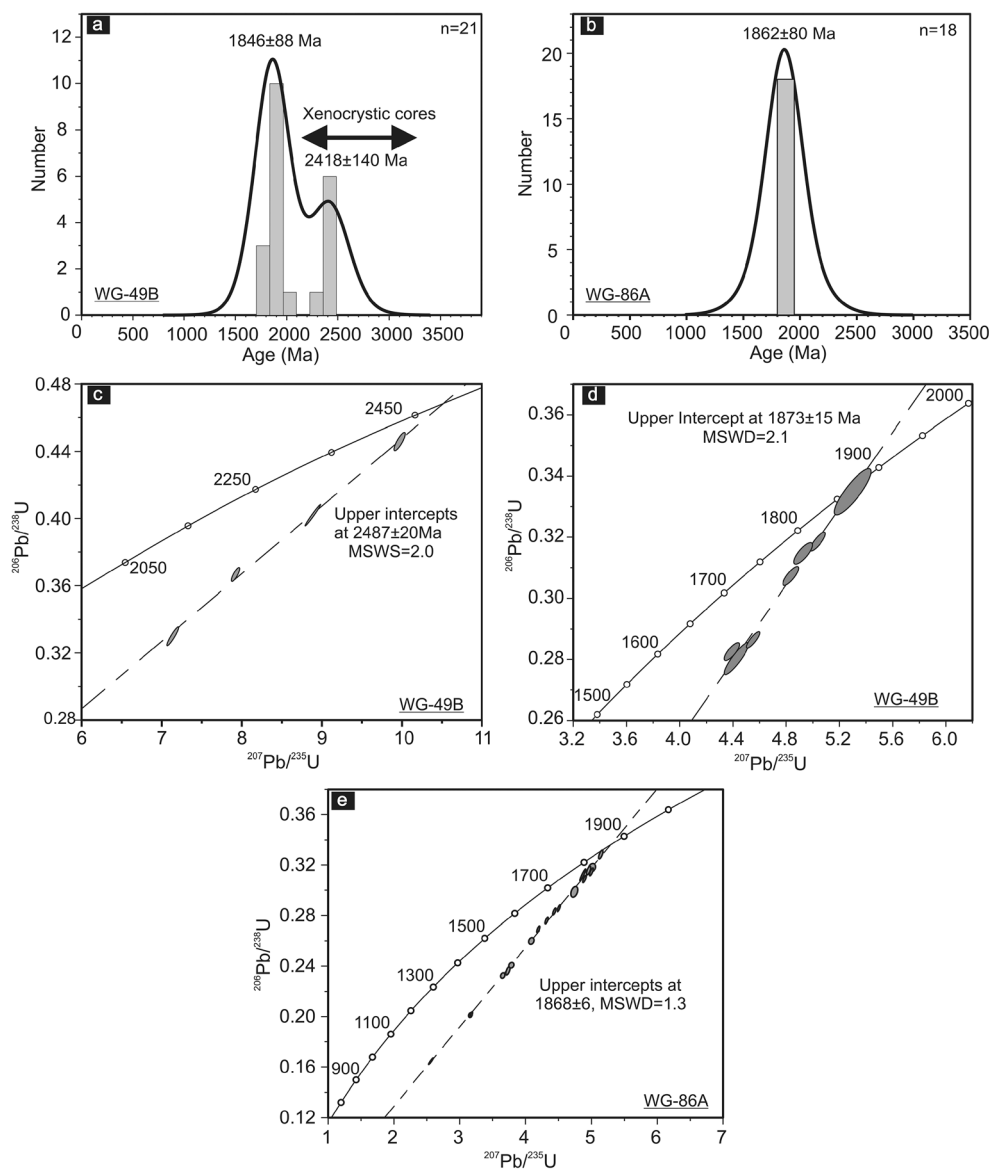 a
n=21
1846±88 Ma
Xenocrystic cores
2418±140 Ma
WG-49B
Number
12
10
8
6
4
2
0
0 500 1000 1500 2000 2500 3000 3500
Age (Ma)
b
n=18
1862±80 Ma
WG-86A
Number
20
15
10
5
0
0 500 1000 1500 2000 2500 3000 3500
Age (Ma)
c
2450
2250
2050
Upper intercepts
at 2487±20Ma
MSWS=2.0
WG-49B
206Pb/238U
0.48
0.44
0.40
0.36
0.32
0.28
6 7 8 9 10 11
207Pb/235U
d
Upper Intercept at 1873±15 Ma
MSWD=2.1
2000
1900
1800
1700
1600
1500
WG-49B
206Pb/238U
0.36
0.34
0.32
0.30
0.28
0.26
3.2 3.6 4.0 4.4 4.8 5.2 5.6 6.0
207Pb/235U
e
1900
1700
1500
1300
1100
900
Upper intercepts at
1868±6, MSWD=1.3
WG-86A
206Pb/238U
0.36
0.32
0.28
0.24
0.20
0.16
0.12
1 2 3 4 5 6 7
207Pb/235U